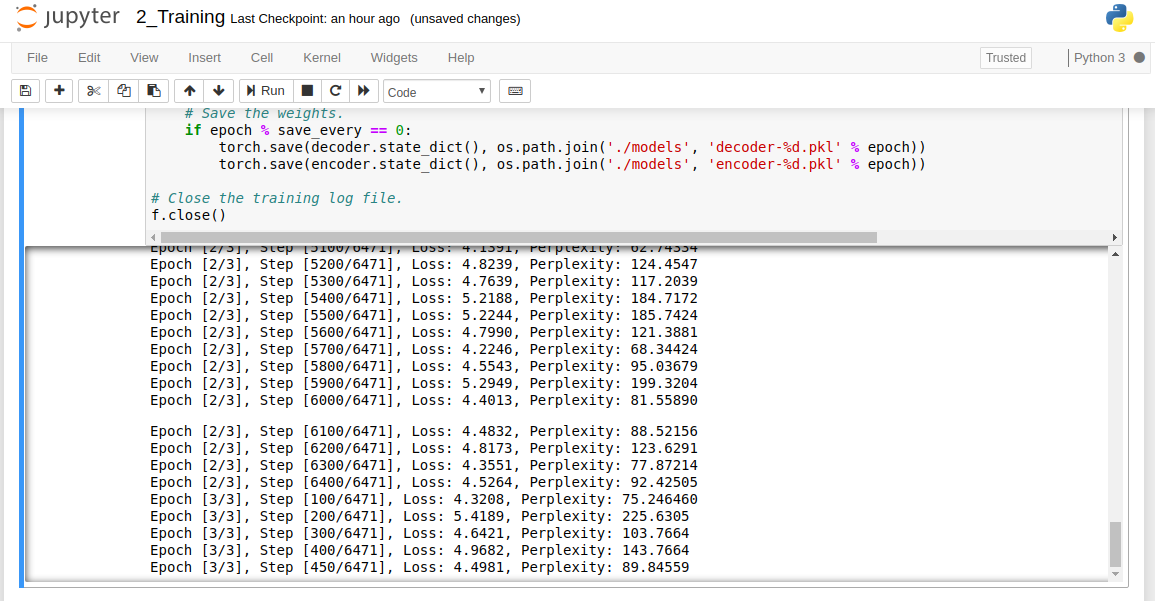 jupyter 2_Training Last Checkpoint: an hour ago (unsaved changes)
File Edit View Insert Cell Kernel Widgets Help Trusted Python 3
Run Code
# Save the weights.
if epoch % save_every == 0:
torch.save(decoder.state_dict(), os.path.join('./models', 'decoder-%d.pkl' % epoch))
torch.save(encoder.state_dict(), os.path.join('./models', 'encoder-%d.pkl' % epoch))
# Close the training log file.
f.close()
Epoch [2/3], Step [5100/6471], Loss: 4.1391, Perplexity: 62.74334
Epoch [2/3], Step [5200/6471], Loss: 4.8239, Perplexity: 124.4547
Epoch [2/3], Step [5300/6471], Loss: 4.7639, Perplexity: 117.2039
Epoch [2/3], Step [5400/6471], Loss: 5.2188, Perplexity: 184.7172
Epoch [2/3], Step [5500/6471], Loss: 5.2244, Perplexity: 185.7424
Epoch [2/3], Step [5600/6471], Loss: 4.7990, Perplexity: 121.3881
Epoch [2/3], Step [5700/6471], Loss: 4.2246, Perplexity: 68.34424
Epoch [2/3], Step [5800/6471], Loss: 4.5543, Perplexity: 95.03679
Epoch [2/3], Step [5900/6471], Loss: 5.2949, Perplexity: 199.3204
Epoch [2/3], Step [6000/6471], Loss: 4.4013, Perplexity: 81.55890
Epoch [2/3], Step [6100/6471], Loss: 4.4832, Perplexity: 88.52156
Epoch [2/3], Step [6200/6471], Loss: 4.8173, Perplexity: 123.6291
Epoch [2/3], Step [6300/6471], Loss: 4.3551, Perplexity: 77.87214
Epoch [2/3], Step [6400/6471], Loss: 4.5264, Perplexity: 92.42505
Epoch [3/3], Step [100/6471], Loss: 4.3208, Perplexity: 75.246460
Epoch [3/3], Step [200/6471], Loss: 5.4189, Perplexity: 225.6305
Epoch [3/3], Step [300/6471], Loss: 4.6421, Perplexity: 103.7664
Epoch [3/3], Step [400/6471], Loss: 4.9682, Perplexity: 143.7664
Epoch [3/3], Step [450/6471], Loss: 4.4981, Perplexity: 89.84559